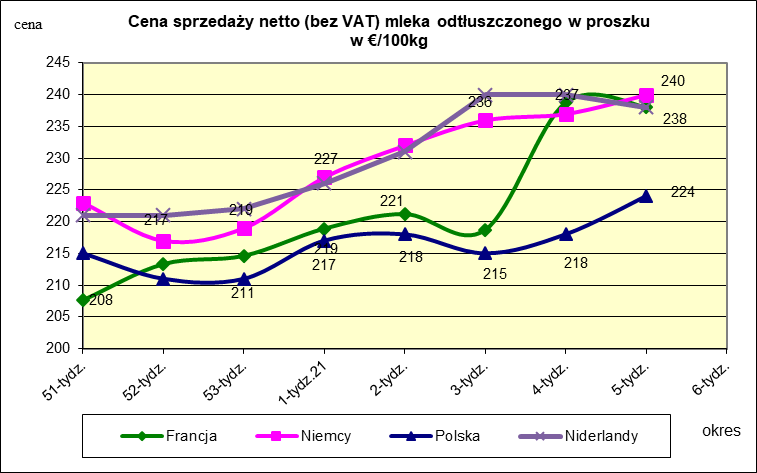 cena
Cena sprzedaży netto (bez VAT) mleka odtłuszczonego w proszku
w €/100kg
245
240
235
230
225
220
215
210
205
200
208
217
219
211
227
219
217
221
218
236
215
237
218
240
238
224
51-tydz.
52-tydz.
53-tydz.
1-tydz.21
2-tydz.
3-tydz.
4-tydz.
5-tydz.
6-tydz.
Francja Niemcy Polska Niderlandy
okres